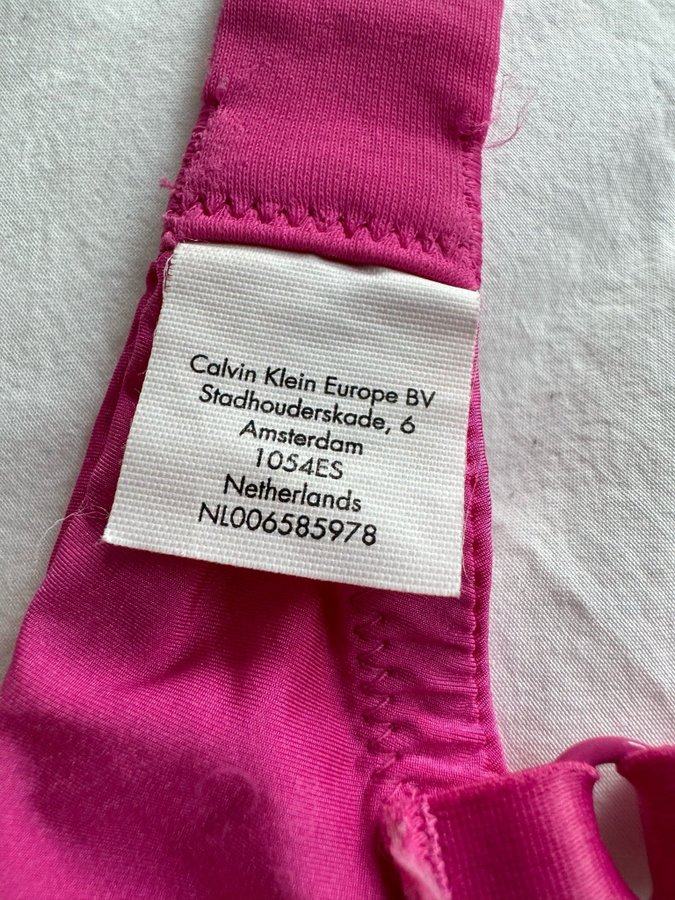 Calvin Klein Europe BV
Stadhouderskade, 6
Amsterdam
1054ES
Netherlands
NL006585978